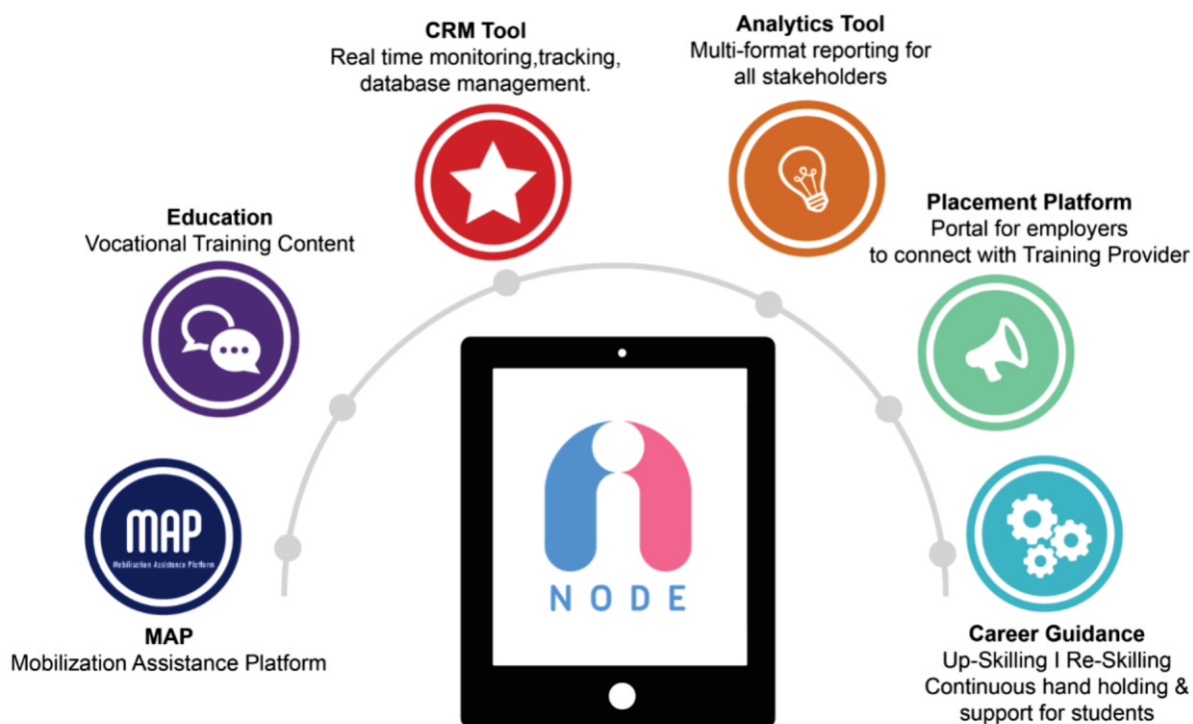 CRM Tool
Real time monitoring,tracking,
database management.
Analytics Tool
Multi-format reporting for
all stakeholders
Education
Vocational Training Content
Placement Platform
Portal for employers
to connect with Training Provider
MAP
Mobilisation Assistance Platform
MAP
Mobilization Assistance Platform
NODE
Career Guidance
Up-Skilling I Re-Skilling
Continuous hand holding &
support for students